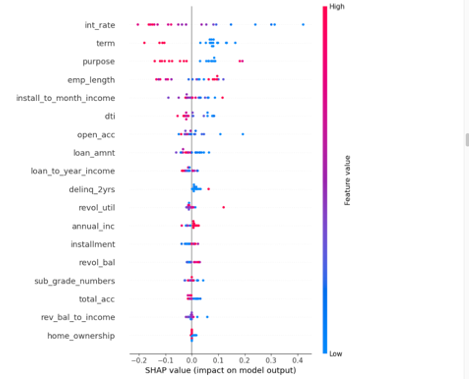 High
int_rate
term
purpose
emp_length
install_to_month_income
dti
open_acc
loan_amnt
loan_to_year_income
delinq_2yrs
revol_util
annual_inc
installment
revol_bal
sub_grade_numbers
total_acc
rev_bal_to_income
home_ownership
Feature value
Low
−0.2 −0.1 0.0 0.1 0.2 0.3 0.4
SHAP value (impact on model output)